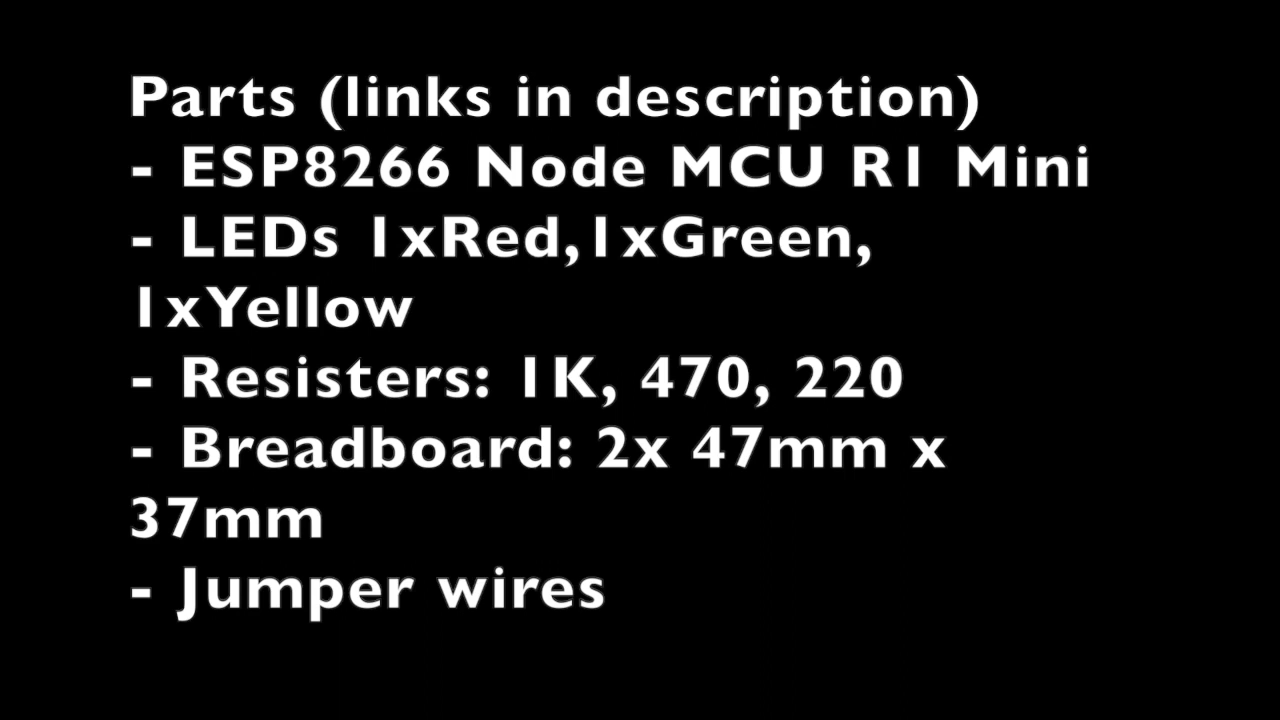 Parts (links in description)
- ESP8266 Node MCU R1 Mini
- LEDs 1xRed,1xGreen,
1xYellow
- Resisters: 1K, 470, 220
- Breadboard: 2x 47mm x
37mm
- Jumper wires